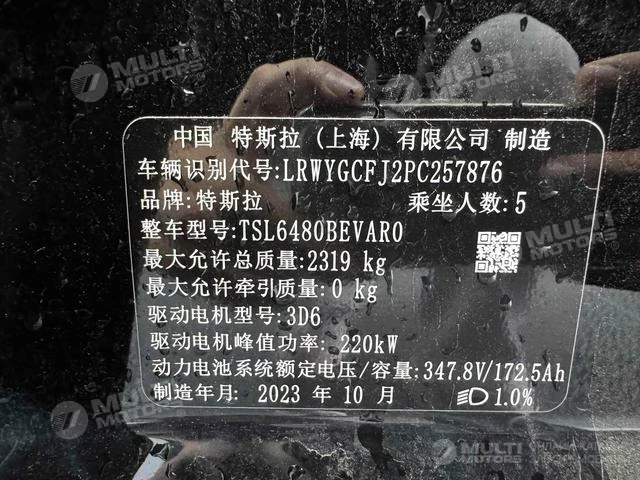 MULTI MOTORS
MULTI MOTORS
中国 特斯拉 (上海) 有限公司 制造
车辆识别代号:LRWYGCFJ2PC257876
品牌:特斯拉 乘坐人数:5
整车型号:TSL6480BEVAR0
最大允许总质量:2319 kg
最大允许牵引质量:0 kg
驱动电机型号:3D6
驱动电机峰值功率: 220kW
动力电池系统额定电压/容量:347.8V/172.5Ah
制造年月: 2023 年 10 月 1.0%
MULTI MOTORS
MULTI MOTORS